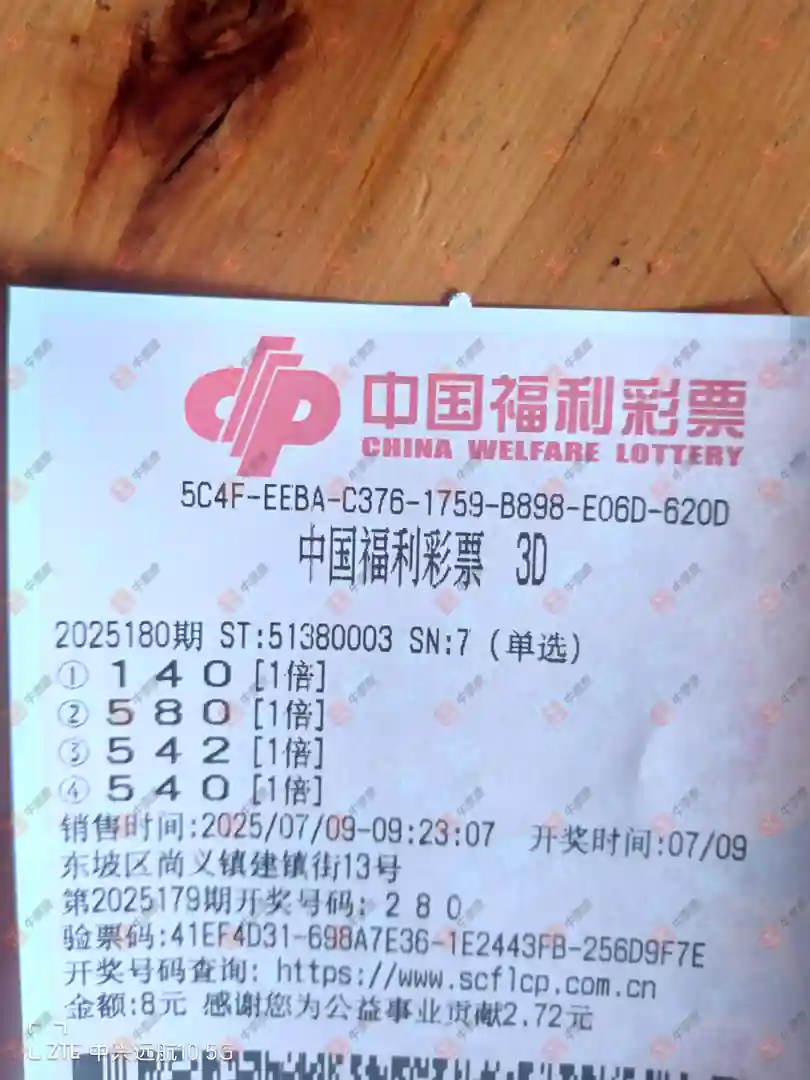 中国福利彩票
CHINA WELFARE LOTTERY
5C4F-EEBA-C376-1759-B898-E06D-620D
中国福利彩票 3D
2025180期 ST:51380003 SN:7 (单选)
① 1 4 0 [1倍]
② 5 8 0 [1倍]
③ 5 4 2 [1倍]
④ 5 4 0 [1倍]
销售时间:2025/07/09-09:23:07 开奖时间:07/09
东坡区尚义镇建镇街13号
第2025179期开奖号码: 2 8 0
验票码:41EF4D31-698A7E36-1E2443FB-256D9F7E
开奖号码查询: https://www.scflcp.com.cn
金额:8元 感谢您为公益事业贡献2.72元
ZTE 中兴远航10 5G